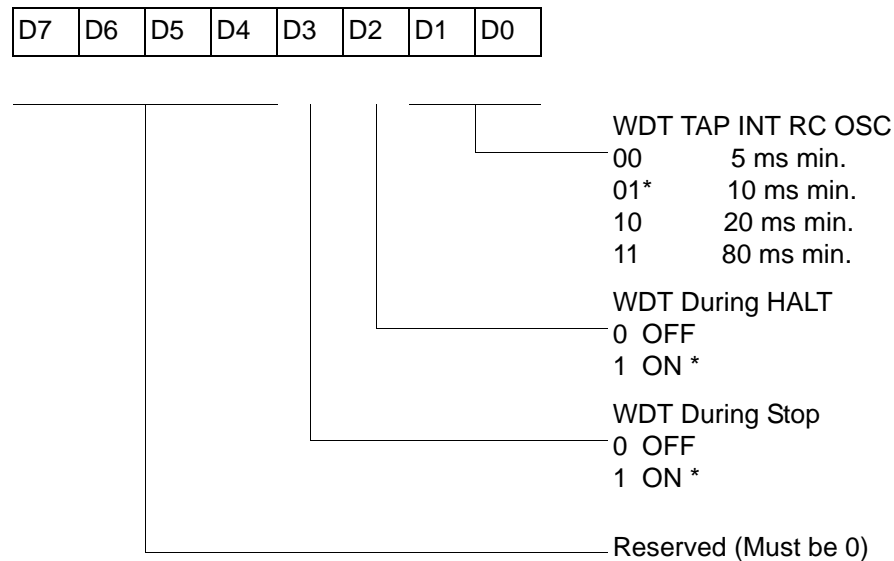 D7 D6 D5 D4 D3 D2 D1 D0
WDT TAP INT RC OSC
00 5 ms min.
01* 10 ms min.
10 20 ms min.
11 80 ms min.
WDT During HALT
0 OFF
1 ON *
WDT During Stop
0 OFF
1 ON *
Reserved (Must be 0)